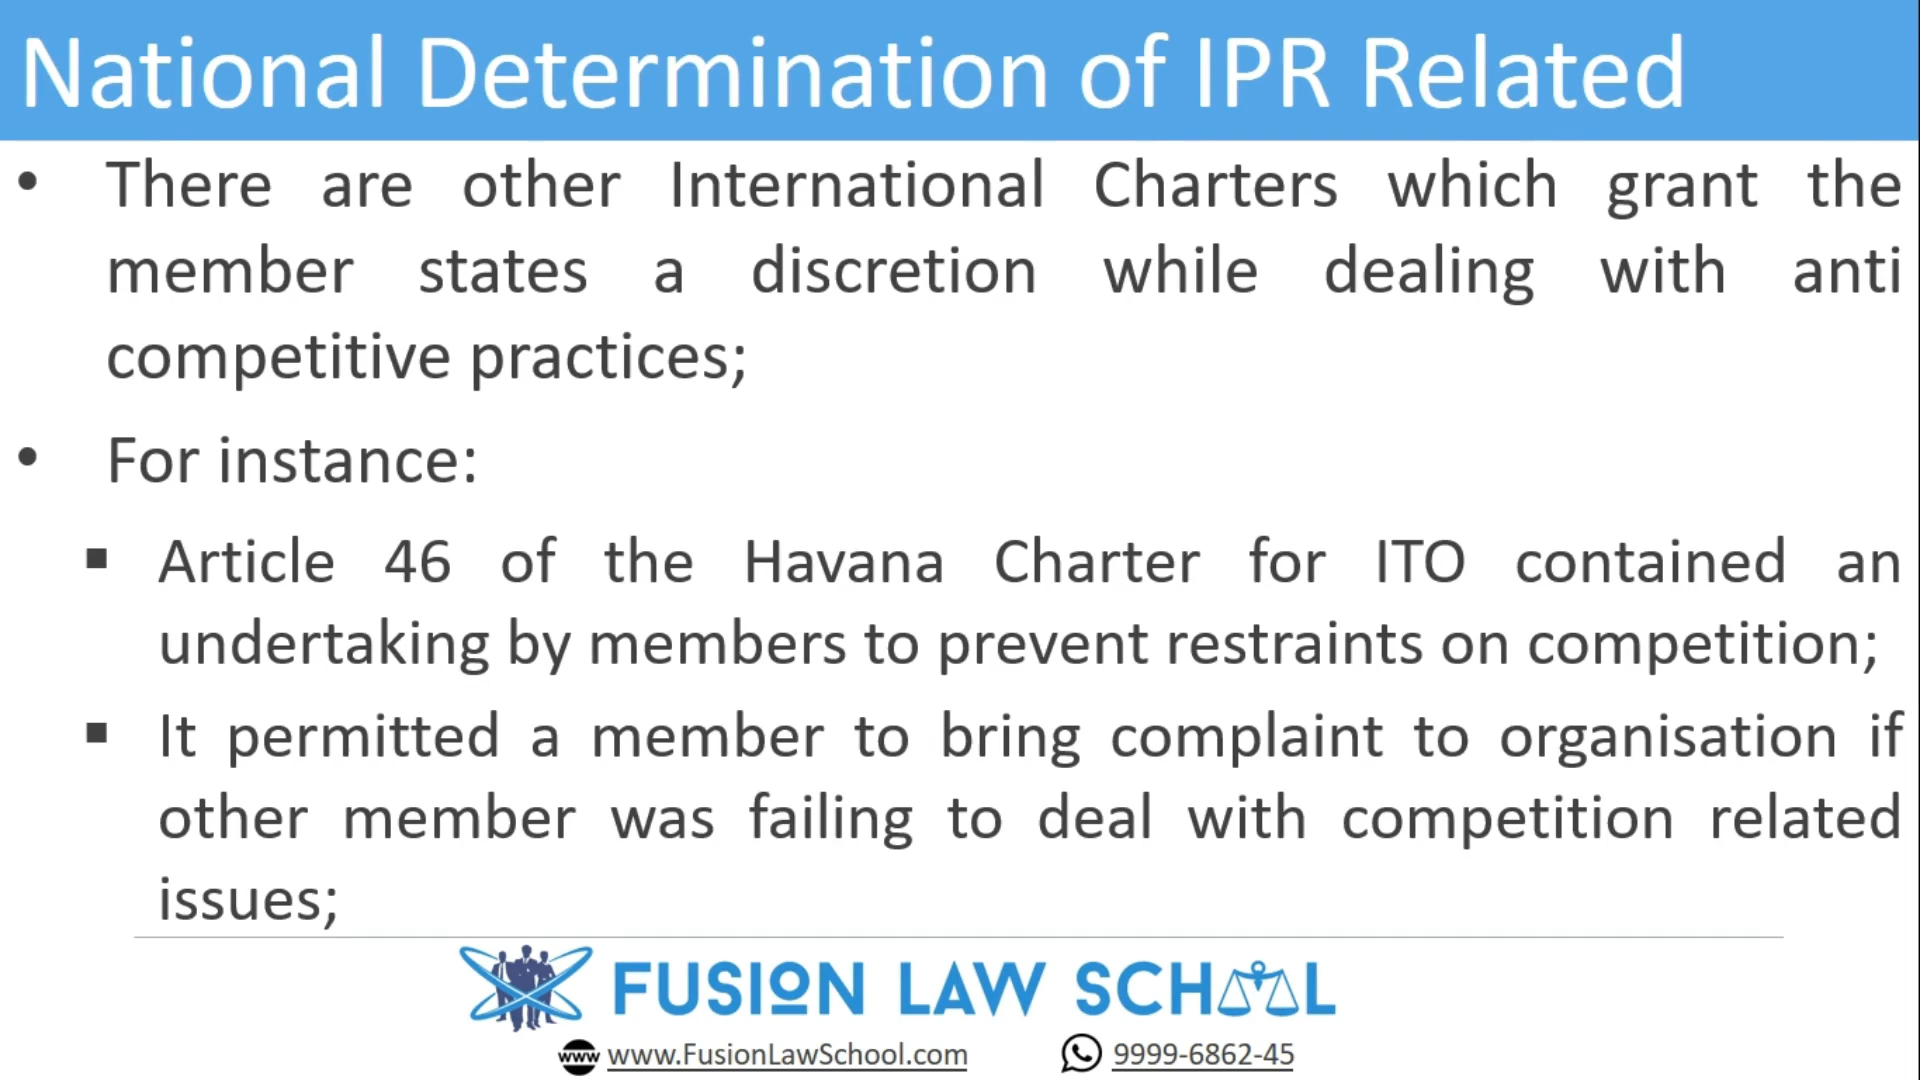 National Determination of IPR Related
• There are other International Charters which grant the
member states a discretion while dealing with anti
competitive practices;
• For instance:
▪ Article 46 of the Havana Charter for ITO contained an
undertaking by members to prevent restraints on competition;
▪ It permitted a member to bring complaint to organisation if
other member was failing to deal with competition related
issues;
FUSION LAW SCHOOL
www www.FusionLawSchool.com 9999-6862-45